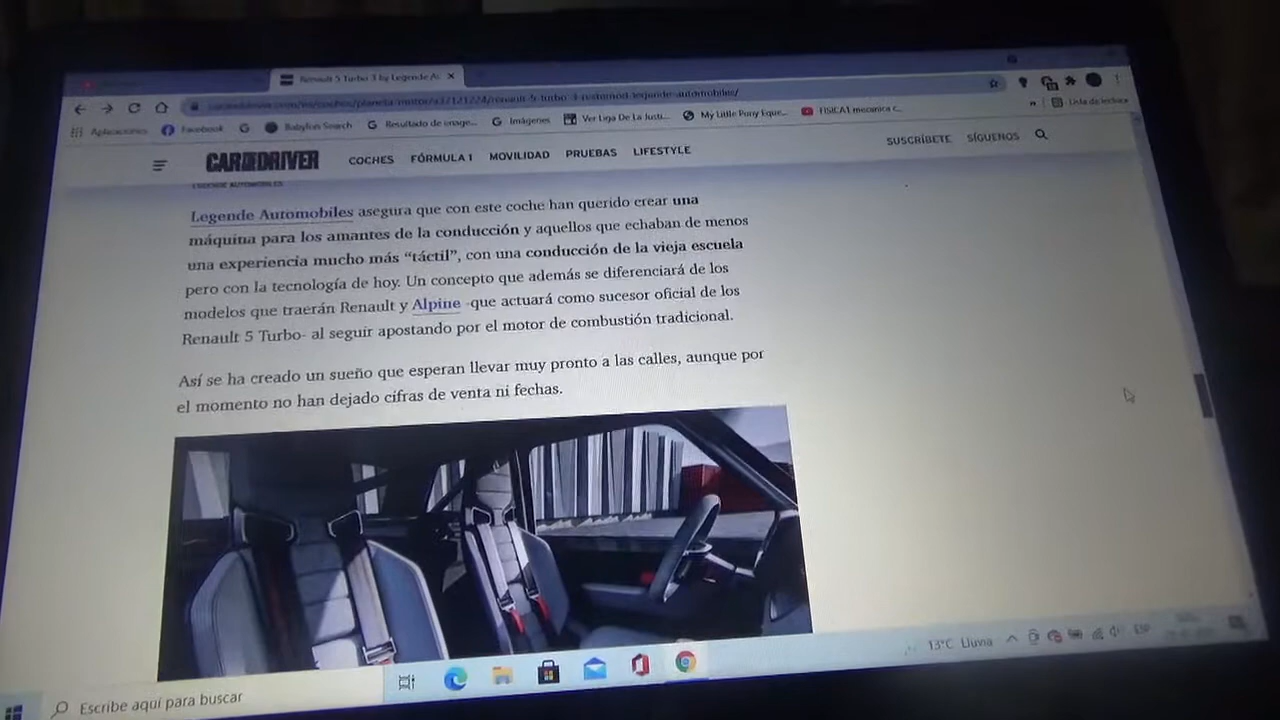 Renault 5 Turbo 3 by Legende Au
Aplicaciones Facebook Babylon Search Resultado de image... Imágenes Ver Liga De La Justi... My Little Pony Eque... FISICA1 mecanica c... Lista de lectura
CAR AND DRIVER COCHES FÓRMULA 1 MOVILIDAD PRUEBAS LIFESTYLE SUSCRÍBETE SÍGUENOS
LEGENDE AUTOMOBILES
Legende Automobiles asegura que con este coche han querido crear una
máquina para los amantes de la conducción y aquellos que echaban de menos
una experiencia mucho más “táctil”, con una conducción de la vieja escuela
pero con la tecnología de hoy. Un concepto que además se diferenciará de los
modelos que traerán Renault y Alpine -que actuará como sucesor oficial de los
Renault 5 Turbo- al seguir apostando por el motor de combustión tradicional.
Así se ha creado un sueño que esperan llevar muy pronto a las calles, aunque por
el momento no han dejado cifras de venta ni fechas.
13°C Lluvia ESP
Escribe aquí para buscar